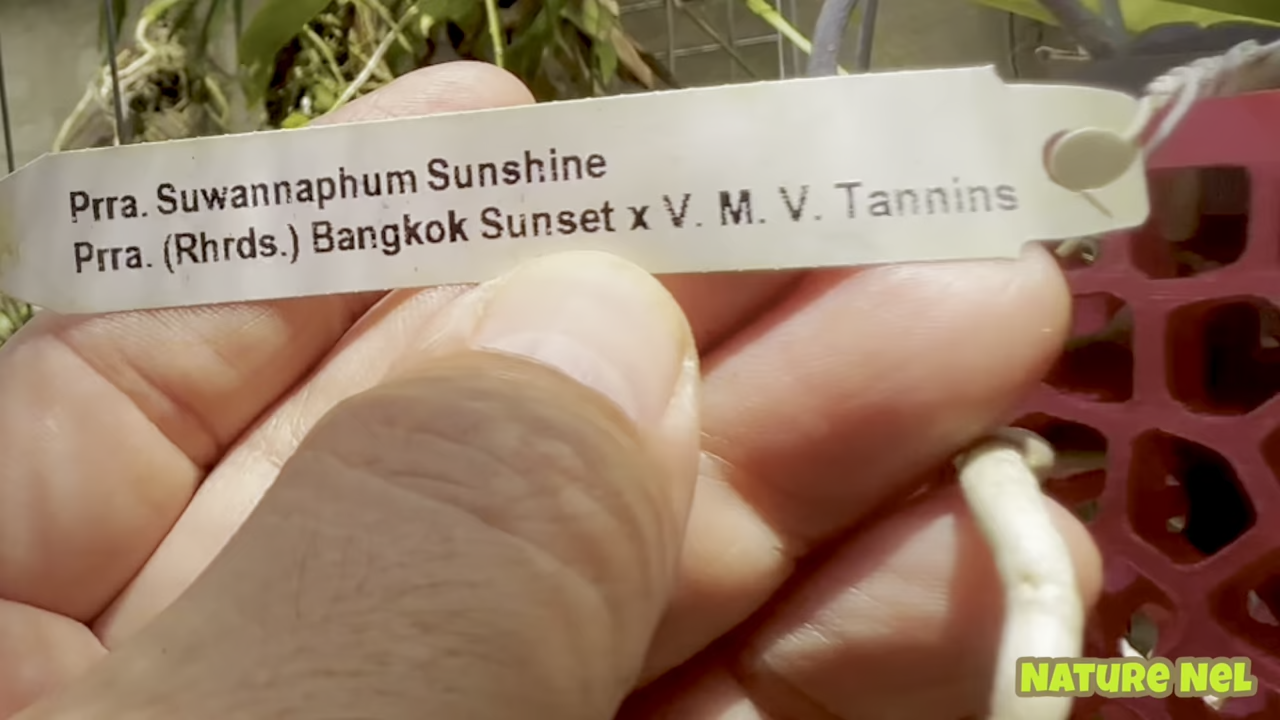 Prra. Suwannaphum Sunshine
Prra. (Rhrds.) Bangkok Sunset x V. M. V. Tannins
NATURE NEL